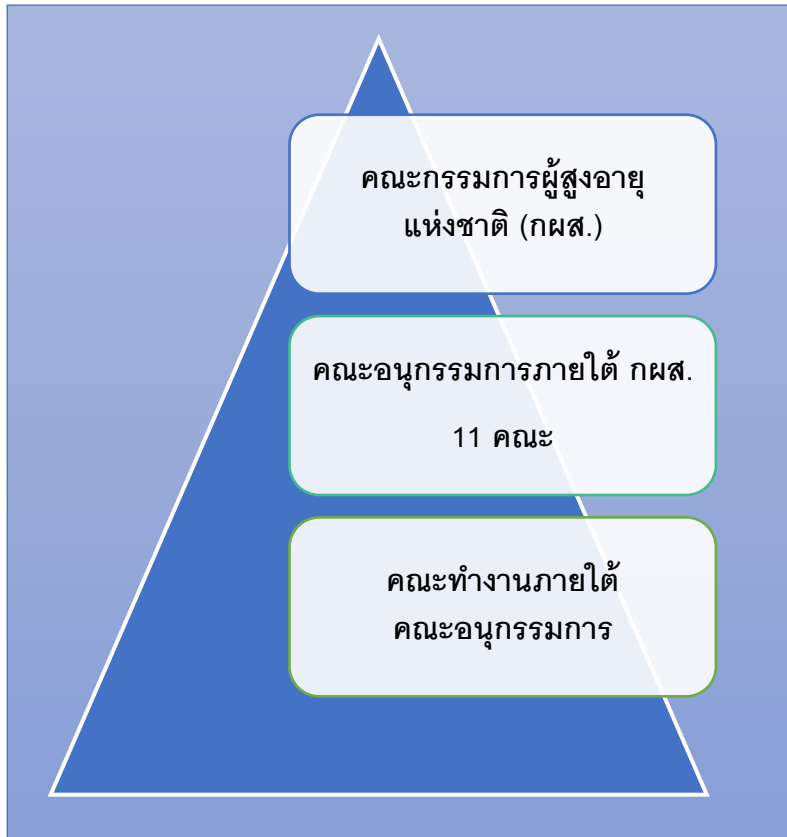 คณะกรรมการผู้สูงอายุ
แห่งชาติ (กผส.)
คณะอนุกรรมการภายใต้ กผส.
11 คณะ
คณะทำงานภายใต้
คณะอนุกรรมการ